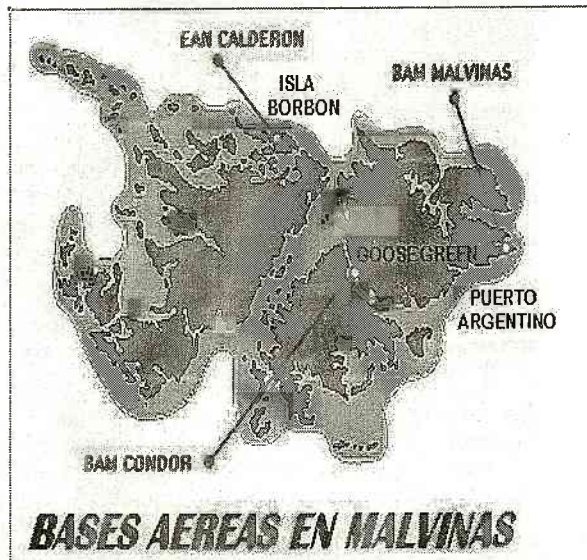 EAN CALDERON
ISLA
BORBON
BAM MALVINAS
GOOSEGREEN
PUERTO
ARGENTINO
BAM CONDOR
BASES AEREAS EN MALVINAS